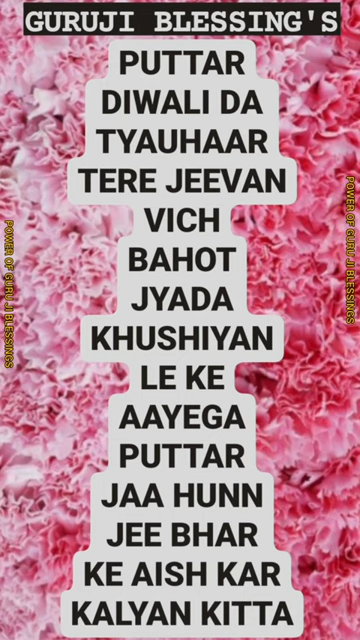 GURUJI BLESSING'S
PUTTAR
DIWALI DA
TYAUHAAR
TERE JEEVAN
VICH
BAHOT
JYADA
KHUSHIYAN
LE KE
AAYEGA
PUTTAR
JAA HUNN
JEE BHAR
KE AISH KAR
KALYAN KITTA
POWER OF GURU JI BLESSINGS
POWER OF GURU JI BLESSINGS